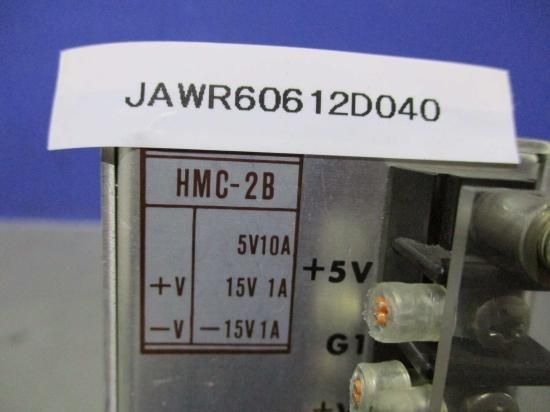 JAWR60612D040
HMC-2B
5V10A
+V 15V 1A
-V -15V 1A
+5V
G1